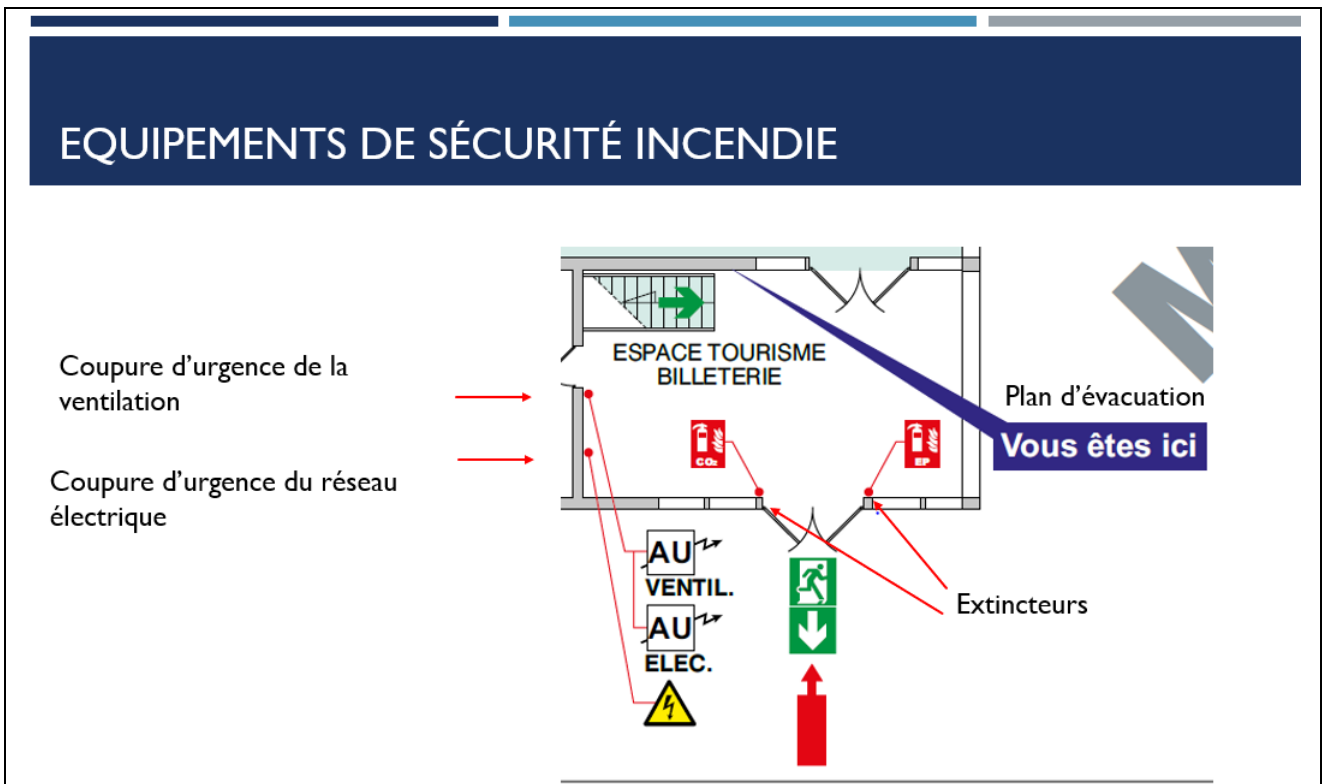 EQUIPEMENTS DE SÉCURITÉ INCENDIE
Coupure d’urgence de la
ventilation
Coupure d’urgence du réseau
électrique
ESPACE TOURISME
BILLETERIE
CO₂
EP
Plan d’évacuation
Vous êtes ici
AU
VENTIL.
AU
ELEC.
Extincteurs